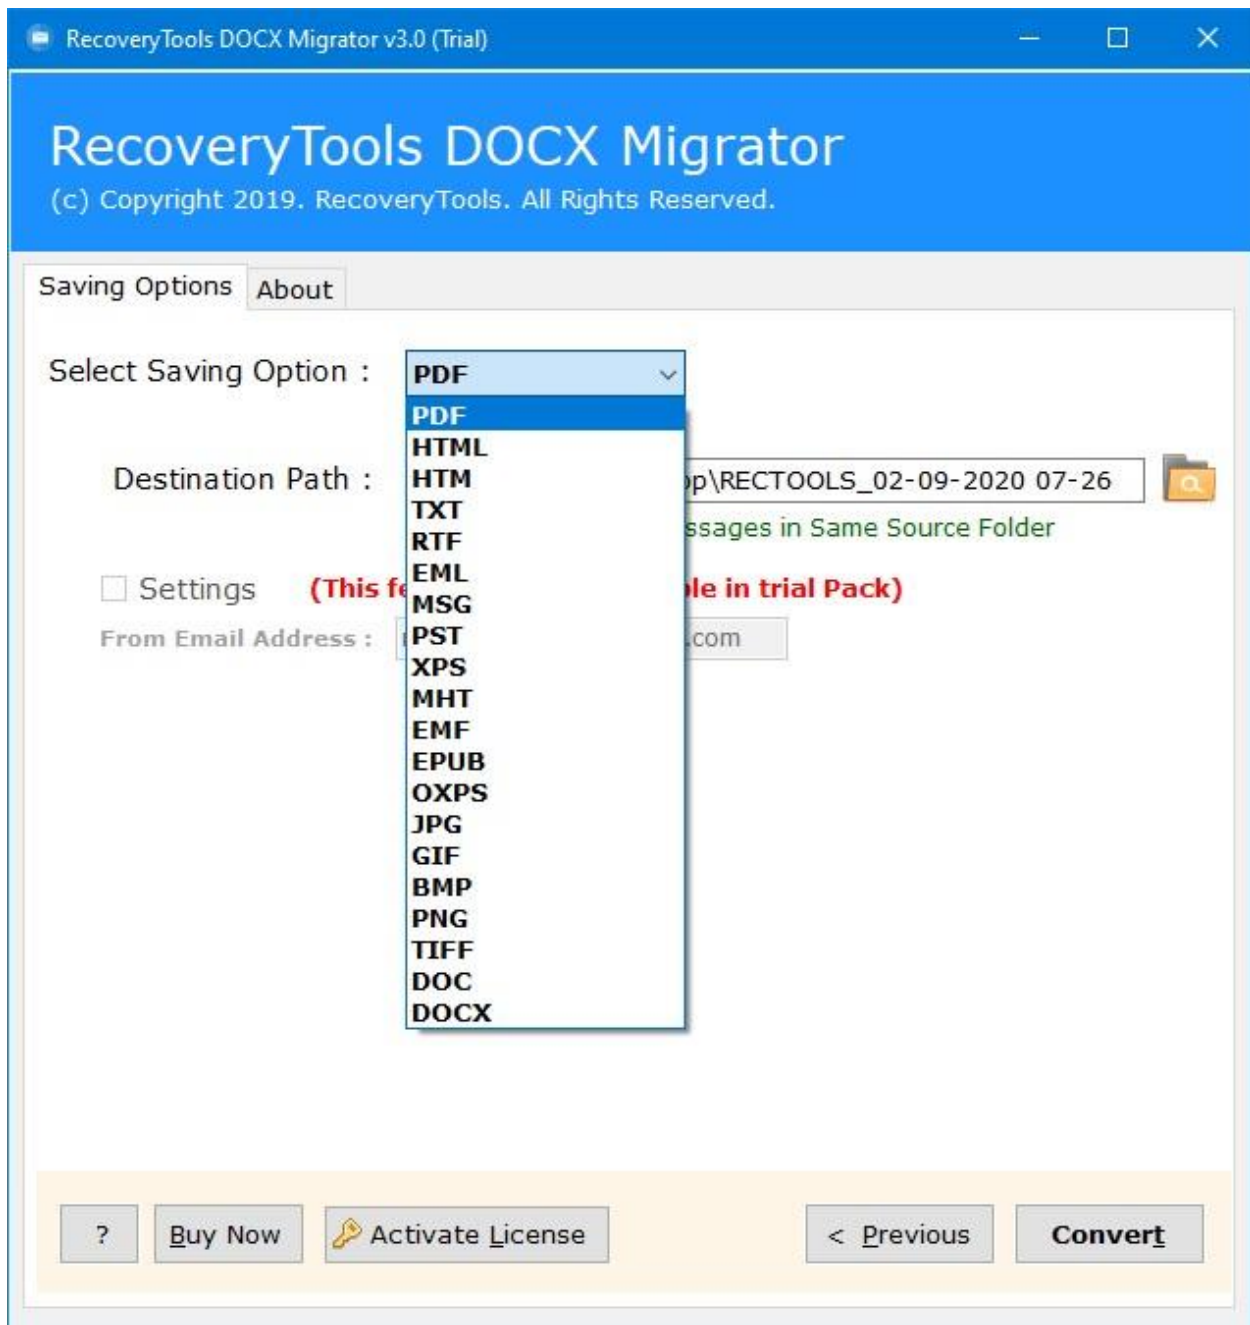 RecoveryTools DOCX Migrator v3.0 (Trial)
RecoveryTools DOCX Migrator
(c) Copyright 2019. RecoveryTools. All Rights Reserved.
Saving Options About
Select Saving Option : PDF
PDF
HTML
HTM
Destination Path : op\RECTOOLS_02-09-2020 07-26
TXT
ssages in Same Source Folder
RTF
EML
Settings (This fe le in trial Pack)
MSG
From Email Address : .com
PST
XPS
MHT
EMF
EPUB
OXPS
JPG
GIF
BMP
PNG
TIFF
DOC
DOCX
? Buy Now Activate License < Previous Convert